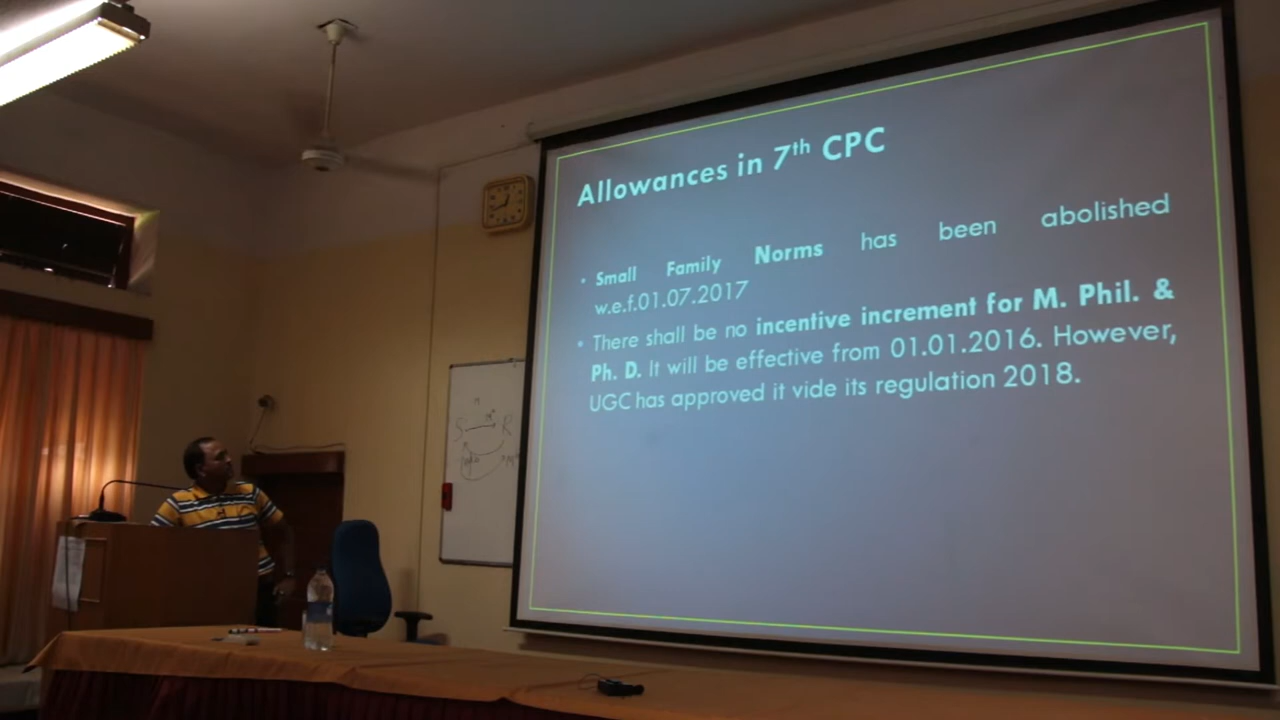 Allowances in 7th CPC
• Small Family Norms has been abolished
w.e.f.01.07.2017
• There shall be no incentive increment for M. Phil. &
Ph. D. It will be effective from 01.01.2016. However,
UGC has approved it vide its regulation 2018.
S R